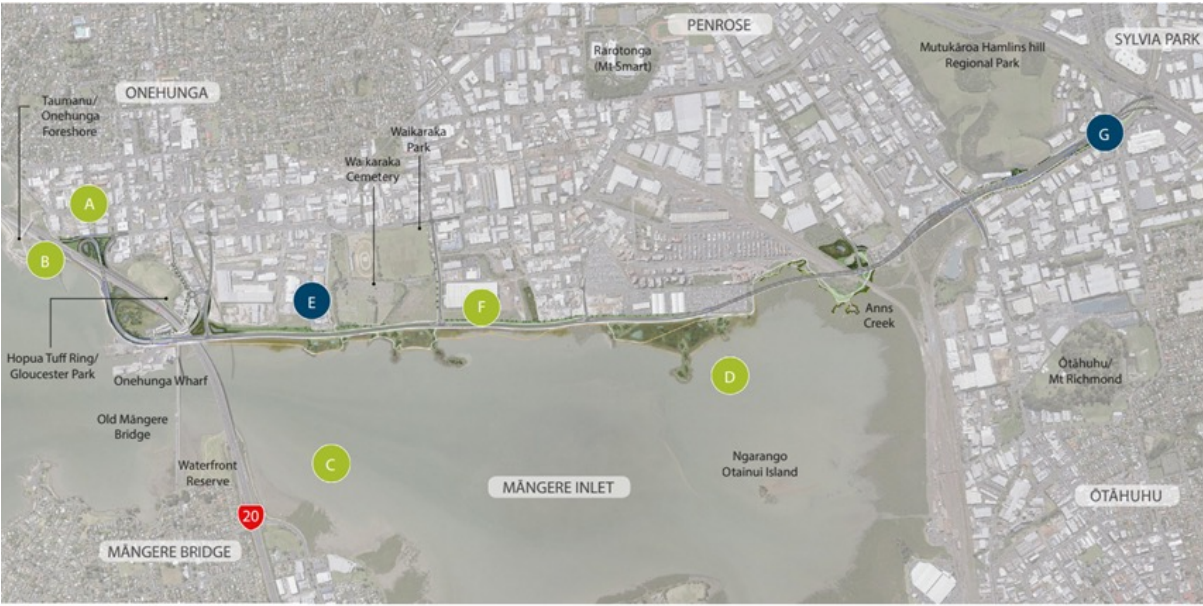 PENROSE
SYLVIA PARK
Rarotonga
(Mt Smart)
Mutukāroa Hamlins hill
Regional Park
ONEHUNGA
Taumanu/
Onehunga
Foreshore
Waikaraka
Park
Waikaraka
Cemetery
G
A
B
E
F
Anns
Creek
Hopua Tuff Ring/
Gloucester Park
Onehunga Wharf
D
Ōtāhuhu/
Mt Richmond
Old Māngere
Bridge
Waterfront
Reserve
C
Ngarango
Otainui Island
MĀNGERE INLET
ŌTĀHUHU
20
MĀNGERE BRIDGE